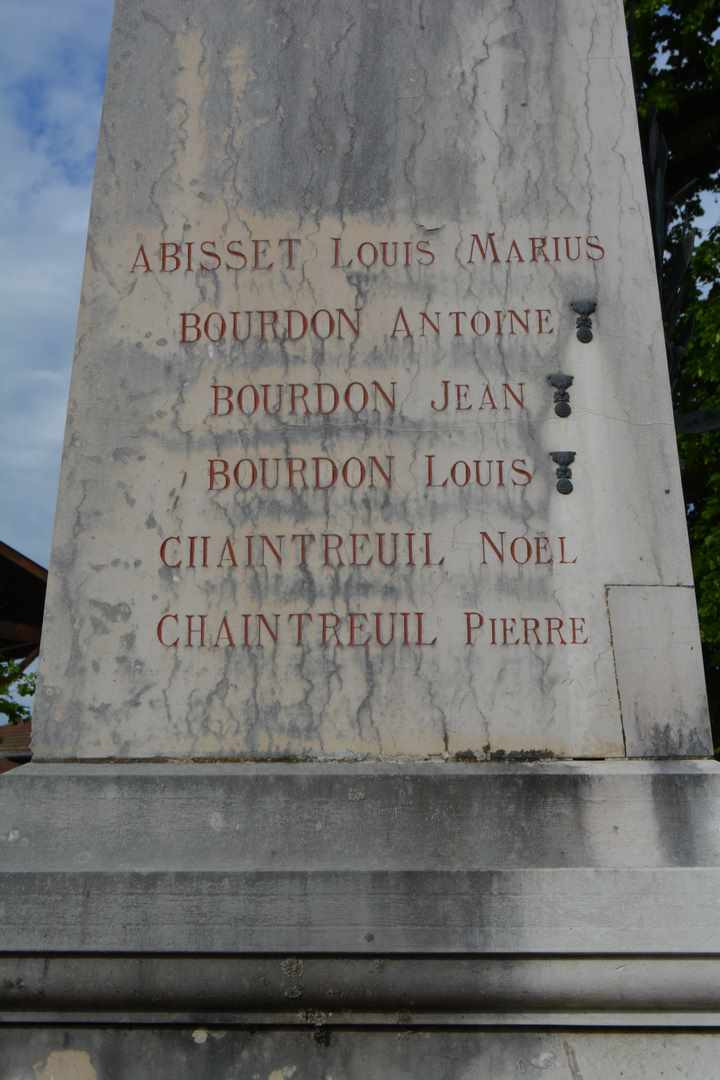 ABISSET LOUIS MARIUS
BOURDON ANTOINE
BOURDON JEAN
BOURDON LOUIS
CHAINTREUIL NOËL
CHAINTREUIL PIERRE